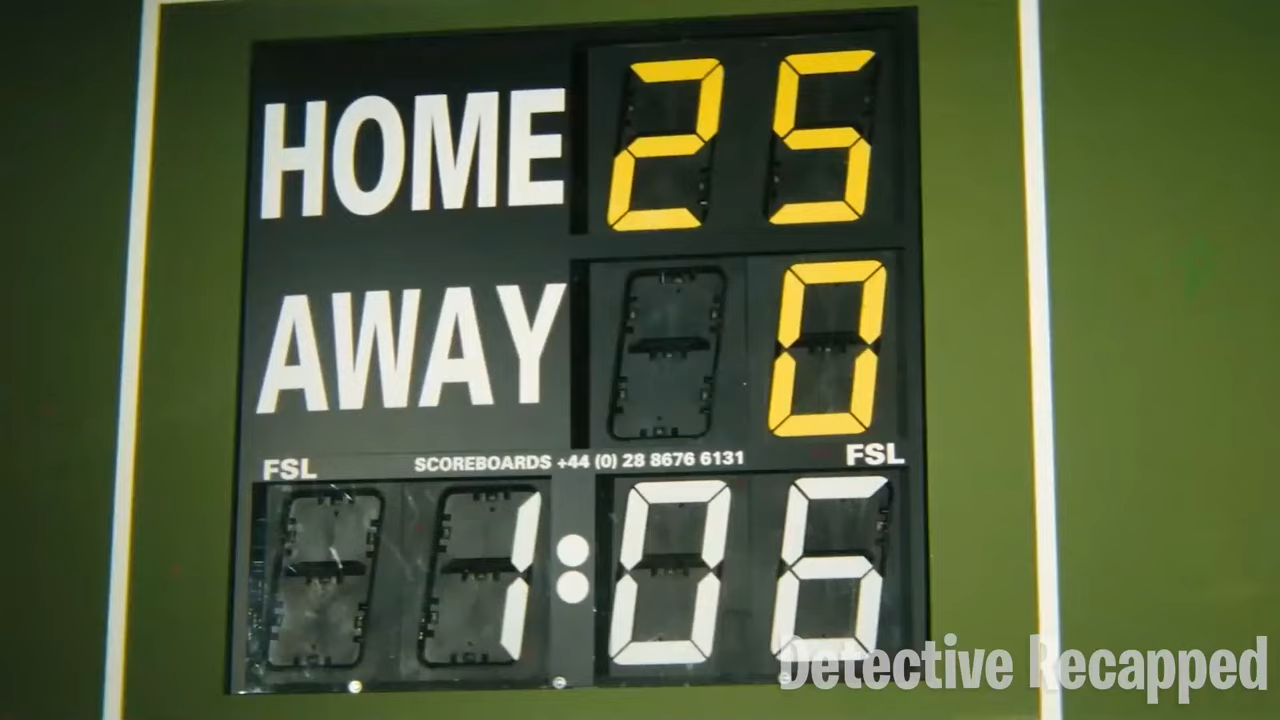 HOME 25
AWAY 0
FSL SCOREBOARDS +44 (0) 28 8676 6131 FSL
1:06
Detective Recapped